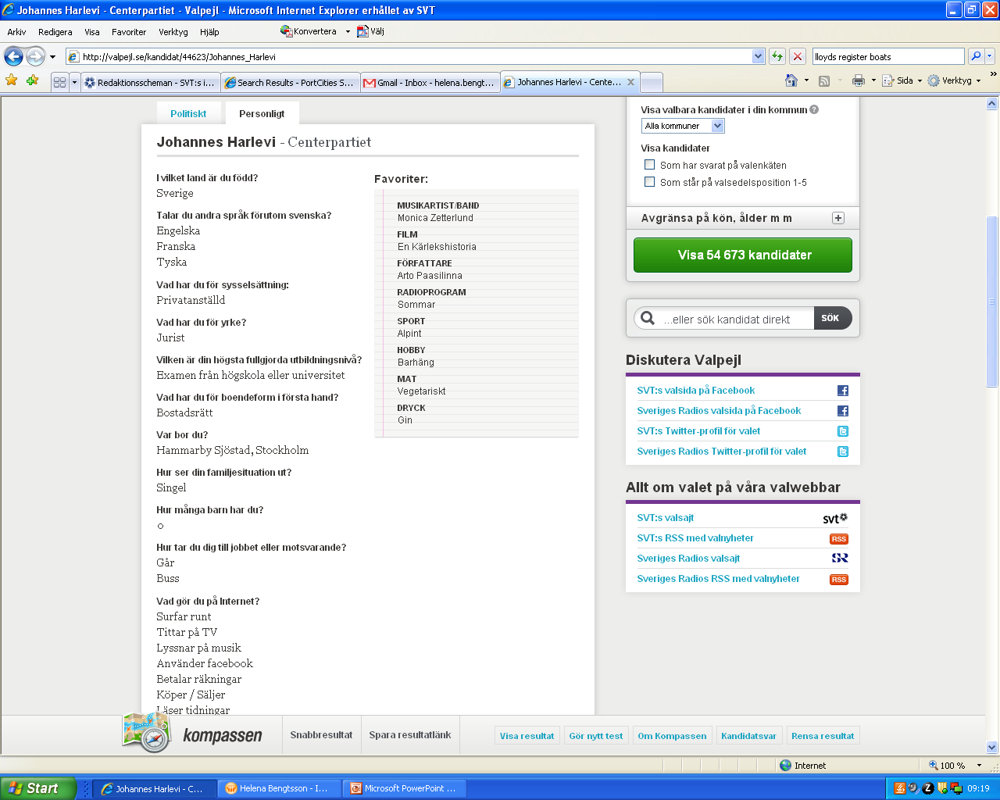 Johannes Harlevi - Centerpartiet - Valpejl - Microsoft Internet Explorer erhållet av SVT
Arkiv Redigera Visa Favoriter Verktyg Hjälp Konvertera Välj
http://valpejl.se/kandidat/44623/Johannes_Harlevi
lloyds register boats
Redaktionsscheman - SVT:s i...
Search Results - PortCities S...
Gmail - Inbox - helena.bengt...
Johannes Harlevi - Cente...
Sida Verktyg
Politiskt Personligt
Johannes Harlevi - Centerpartiet
I vilket land är du född?
Sverige
Talar du andra språk förutom svenska?
Engelska
Franska
Tyska
Vad har du för sysselsättning:
Privatanställd
Vad har du för yrke?
Jurist
Vilken är din högsta fullgjorda utbildningsnivå?
Examen från högskola eller universitet
Vad har du för boendeform i första hand?
Bostadsrätt
Var bor du?
Hammarby Sjöstad, Stockholm
Hur ser din familjesituation ut?
Singel
Hur många barn har du?
0
Hur tar du dig till jobbet eller motsvarande?
Går
Buss
Vad gör du på Internet?
Surfar runt
Tittar på TV
Lyssnar på musik
Använder facebook
Betalar räkningar
Köper / Säljer
Läser tidningar
Favoriter:
MUSIKARTIST/BAND
Monica Zetterlund
FILM
En Kärlekshistoria
FÖRFATTARE
Arto Paasilinna
RADIOPROGRAM
Sommar
SPORT
Alpint
HOBBY
Barhäng
MAT
Vegetariskt
DRYCK
Gin
Visa valbara kandidater i din kommun ?
Alla kommuner
Visa kandidater
Som har svarat på valenkäten
Som står på valsedelsposition 1-5
Avgränsa på kön, ålder m m
Visa 54 673 kandidater
...eller sök kandidat direkt SÖK
Diskutera Valpejl
SVT:s valsida på Facebook
Sveriges Radios valsida på Facebook
SVT:s Twitter-profil för valet
Sveriges Radios Twitter-profil för valet
Allt om valet på våra valwebbar
SVT:s valsajt svt
SVT:s RSS med valnyheter RSS
Sveriges Radios valsajt SR
Sveriges Radios RSS med valnyheter RSS
kompassen Snabbresultat Spara resultatlänk Visa resultat Gör nytt test Om Kompassen Kandidatsvar Rensa resultat
Internet 100 %
Start Johannes Harlevi - C... Helena Bengtsson - I... Microsoft PowerPoint ... 09:19